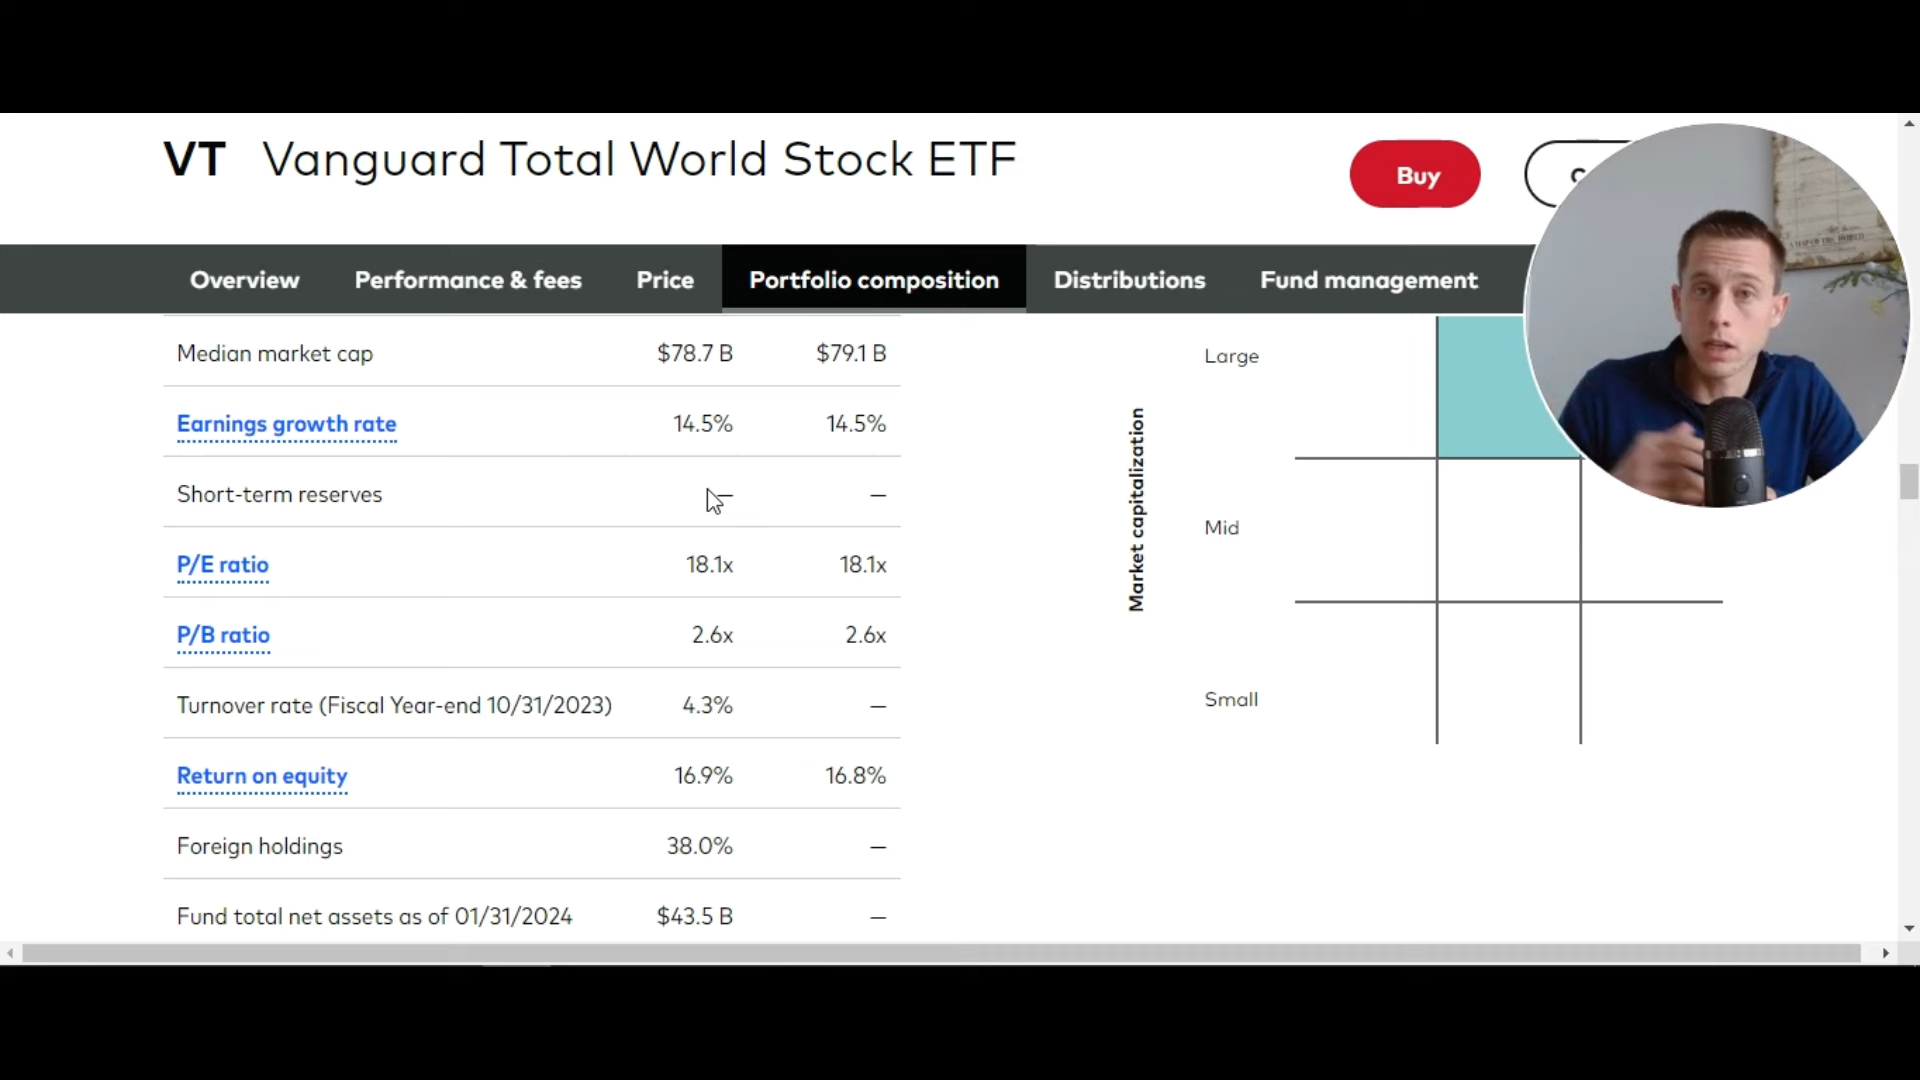 VT Vanguard Total World Stock ETF
Buy
Overview Performance & fees Price Portfolio composition Distributions Fund management
Median market cap $78.7 B $79.1 B
Earnings growth rate 14.5% 14.5%
Short-term reserves — —
P/E ratio 18.1x 18.1x
P/B ratio 2.6x 2.6x
Turnover rate (Fiscal Year-end 10/31/2023) 4.3% —
Return on equity 16.9% 16.8%
Foreign holdings 38.0% —
Fund total net assets as of 01/31/2024 $43.5 B —
Market capitalization
Large
Mid
Small